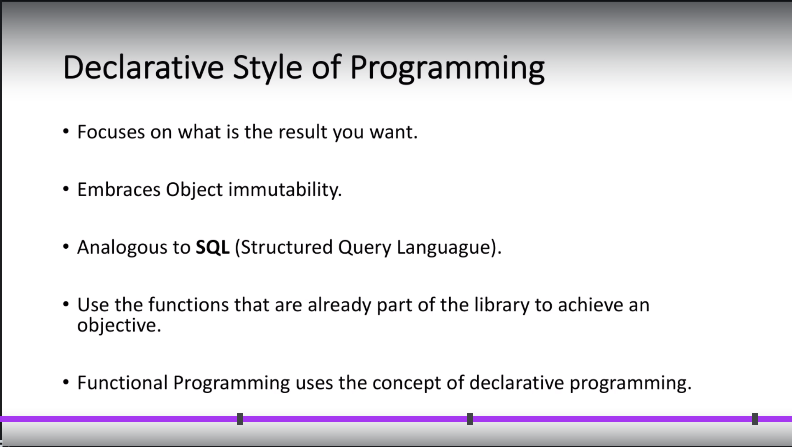 Declarative Style of Programming
• Focuses on what is the result you want.
• Embraces Object immutability.
• Analogous to SQL (Structured Query Languague).
• Use the functions that are already part of the library to achieve an
objective.
• Functional Programming uses the concept of declarative programming.